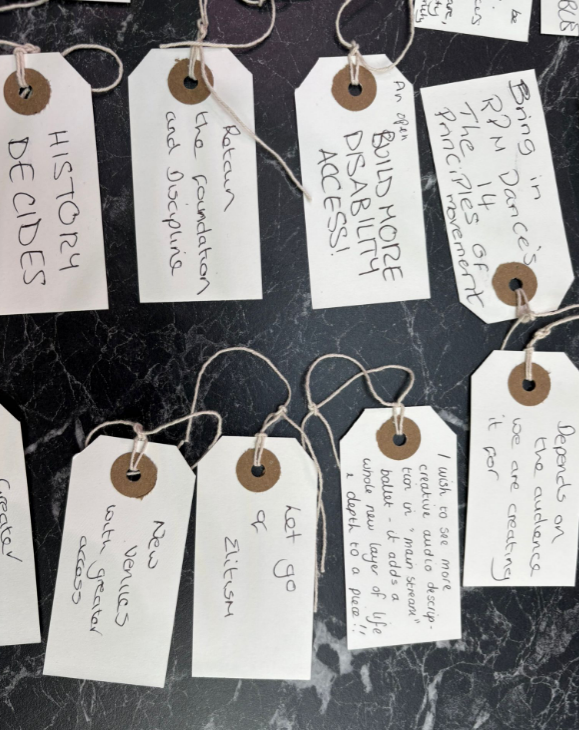 HISTORY
DECIDES
Retain
the foundation
and Discipline
An open
BUILD MORE
DISABILITY
ACCESS!
Bring in
RPM Dance's
The 14
Principles of
movement
Greater
New
venues
with greater
access
Let go
of
Elitism
I wish to see more
creative audio descrip-
tion in "main stream"
ballet - it adds a
whole new layer of life
& depth to a piece!!
Depends on
the audience
we are creating
it for